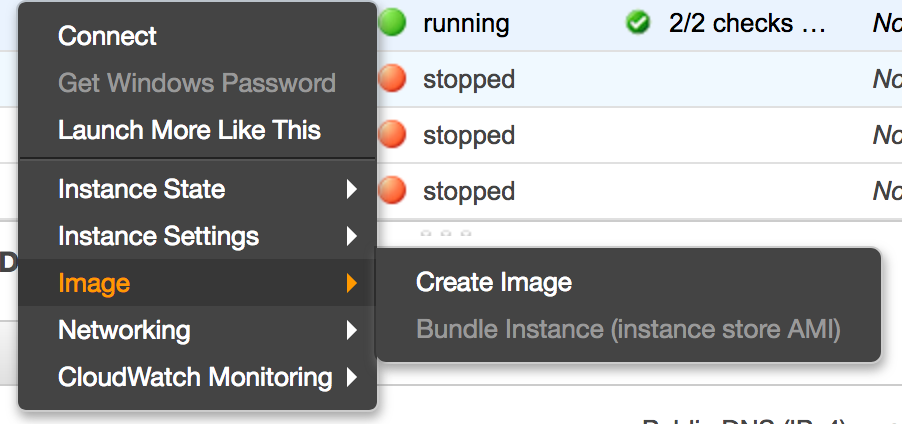 Connect
Get Windows Password
Launch More Like This
Instance State
Instance Settings
Image
Networking
CloudWatch Monitoring
Create Image
Bundle Instance (instance store AMI)
running 2/2 checks ... No
stopped No
stopped No
stopped No
D
Public DNS (IPv4)